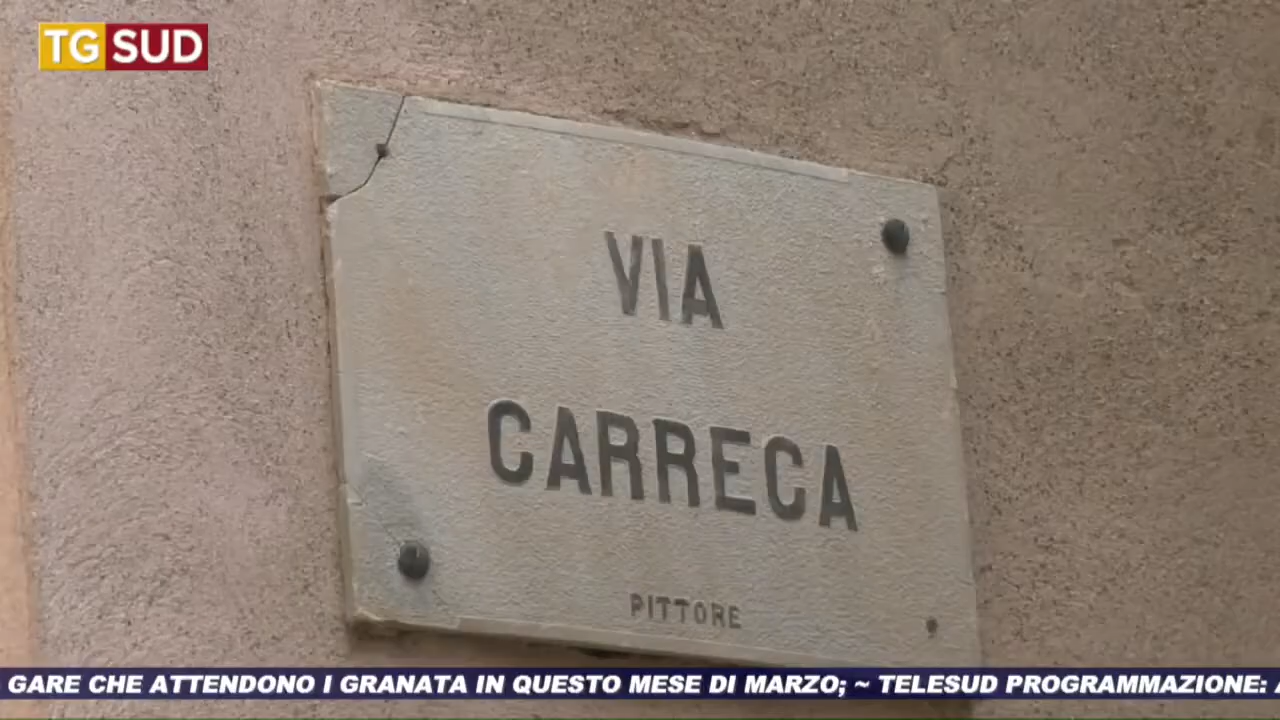 TG SUD
VIA
CARRECA
PITTORE
GARE CHE ATTENDONO I GRANATA IN QUESTO MESE DI MARZO; ~ TELESUD PROGRAMMAZIONE: